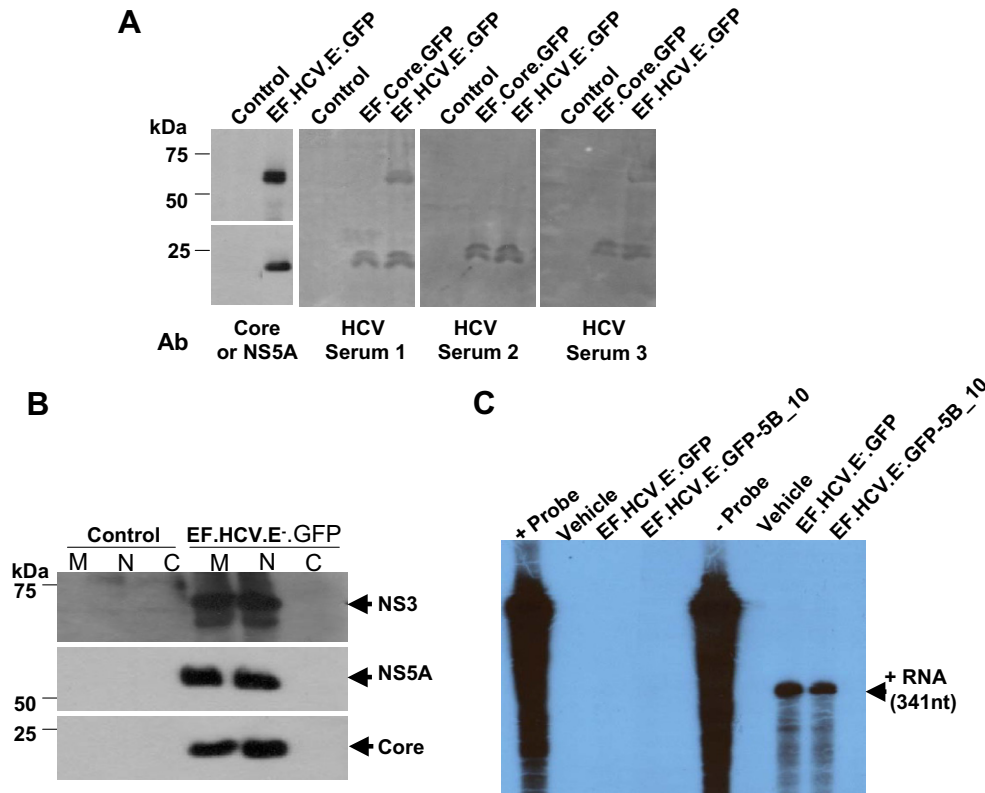 A
Control
EF.HCV.E-.GFP
Control
EF.Core.GFP
EF.HCV.E-.GFP
Control
EF.Core.GFP
EF.HCV.E-.GFP
Control
EF.Core.GFP
EF.HCV.E-.GFP
kDa
75
50
25
Ab
Core
or NS5A
HCV
Serum 1
HCV
Serum 2
HCV
Serum 3
B
Control
EF.HCV.E-.GFP
M N C M N C
kDa
75
NS3
NS5A
50
25
Core
C
+ Probe
Vehicle
EF.HCV.E-.GFP
EF.HCV.E-.GFP-5B_10
- Probe
Vehicle
EF.HCV.E-.GFP
EF.HCV.E-.GFP-5B_10
+ RNA
(341nt)